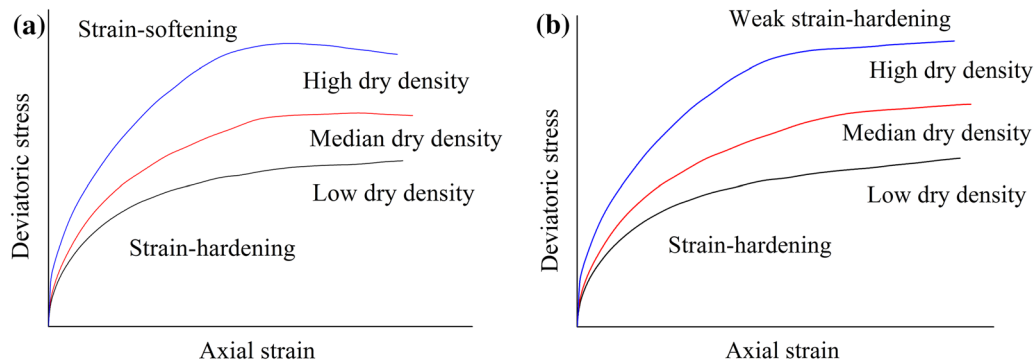 (a)
Strain-softening
High dry density
Median dry density
Low dry density
Strain-hardening
Deviatoric stress
Axial strain
(b)
Weak strain-hardening
High dry density
Median dry density
Low dry density
Strain-hardening
Deviatoric stress
Axial strain